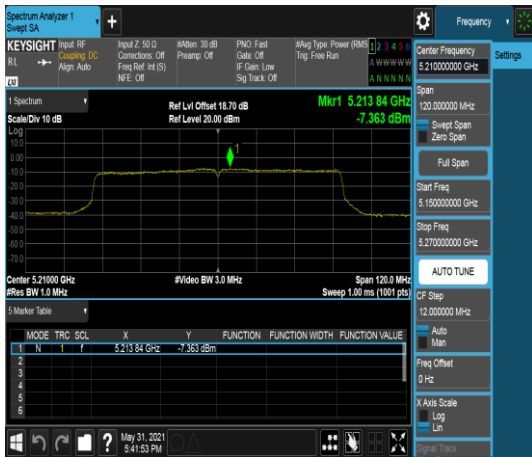 Spectrum Analyzer 1
Swept SA
+
Frequency
KEYSIGHT
RL
LXI
Input: RF
Coupling: DC
Align: Auto
Input Z: 50 Ω
Corrections: Off
Freq Ref: Int (S)
NFE: Off
#Atten: 30 dB
Preamp: Off
PNO: Fast
Gate: Off
IF Gain: Low
Sig Track: Off
#Avg Type: Power (RMS
Trig: Free Run
1 2 3 4 5 6
A W W W W W
A N N N N N
1 Spectrum
Scale/Div 10 dB
Ref Lvl Offset 18.70 dB
Ref Level 20.00 dBm
Mkr1 5.213 84 GHz
-7.363 dBm
Log
10.0
0.00
-10.0
-20.0
-30.0
-40.0
-50.0
-60.0
-70.0
1
Center 5.21000 GHz
#Res BW 1.0 MHz
#Video BW 3.0 MHz
Span 120.0 MHz
Sweep 1.00 ms (1001 pts)
5 Marker Table
MODE TRC SCL X Y FUNCTION FUNCTION WIDTH FUNCTION VALUE
1 N 1 f 5.213 84 GHz -7.363 dBm
2
3
4
5
6
?
May 31, 2021
5:41:53 PM
Center Frequency
5.210000000 GHz
Settings
Span
120.000000 MHz
Swept Span
Zero Span
Full Span
Start Freq
5.150000000 GHz
Stop Freq
5.270000000 GHz
AUTO TUNE
CF Step
12.000000 MHz
Auto
Man
Freq Offset
0 Hz
X Axis Scale
Log
Lin
Signal Track